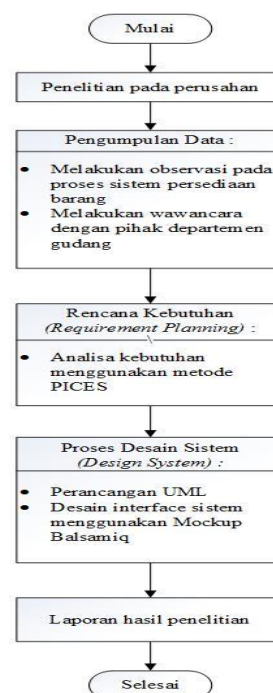 Mulai
Penelitian pada perusahan
Pengumpulan Data :
• Melakukan observasi pada
proses sistem persediaan
barang
• Melakukan wawancara
dengan pihak departemen
gudang
Rencana Kebutuhan
(Requirement Planning) :
• Analisa kebutuhan
menggunakan metode
PICES
Proses Desain Sistem
(Design System) :
• Perancangan UML
• Desain interface sistem
menggunakan Mockup
Balsamiq
Laporan hasil penelitian
Selesai